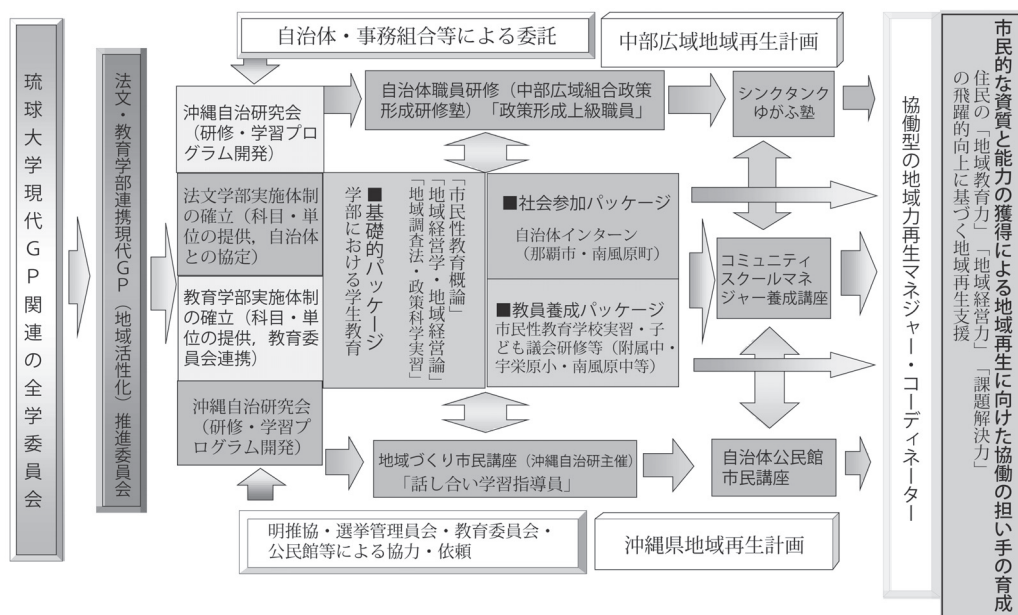 琉球大学現代GP関連の全学委員会
法文・教育学部連携現代GP（地域活性化）推進委員会
自治体・事務組合等による委託
中部広域地域再生計画
沖縄自治研究会
（研修・学習プロ
グラム開発）
自治体職員研修（中部広域組合政策
形成研修塾）「政策形成上級職員」
シンクタンク
ゆがふ塾
法文学部実施体制
の確立（科目・単
位の提供，自治体
との協定）
教育学部実施体制
の確立（科目・単
位の提供，教育委
員会連携）
沖縄自治研究会
（研修・学習プ
ログラム開発）
■基礎的パッケージ
学部における学生教育
「市民性教育概論」
「地域経営学・地域経営論」
「地域調査法・政策科学実習」
■社会参加パッケージ
自治体インターン
（那覇市・南風原町）
■教員養成パッケージ
市民性教育学校実習・子
ども議会研修等（附属中・
宇栄原小・南風原中等）
コミュニティ
スクールマネ
ジャー養成講座
地域づくり市民講座（沖縄自治研主催）
「話し合い学習指導員」
自治体公民館
市民講座
明推協・選挙管理員会・教育委員会・
公民館等による協力・依頼
沖縄県地域再生計画
協働型の地域力再生マネジャー・コーディネーター
市民的な資質と能力の獲得による地域再生に向けた協働の担い手の育成
住民の「地域教育力」「地域経営力」「課題解決力」
の飛躍的向上に基づく地域再生支援